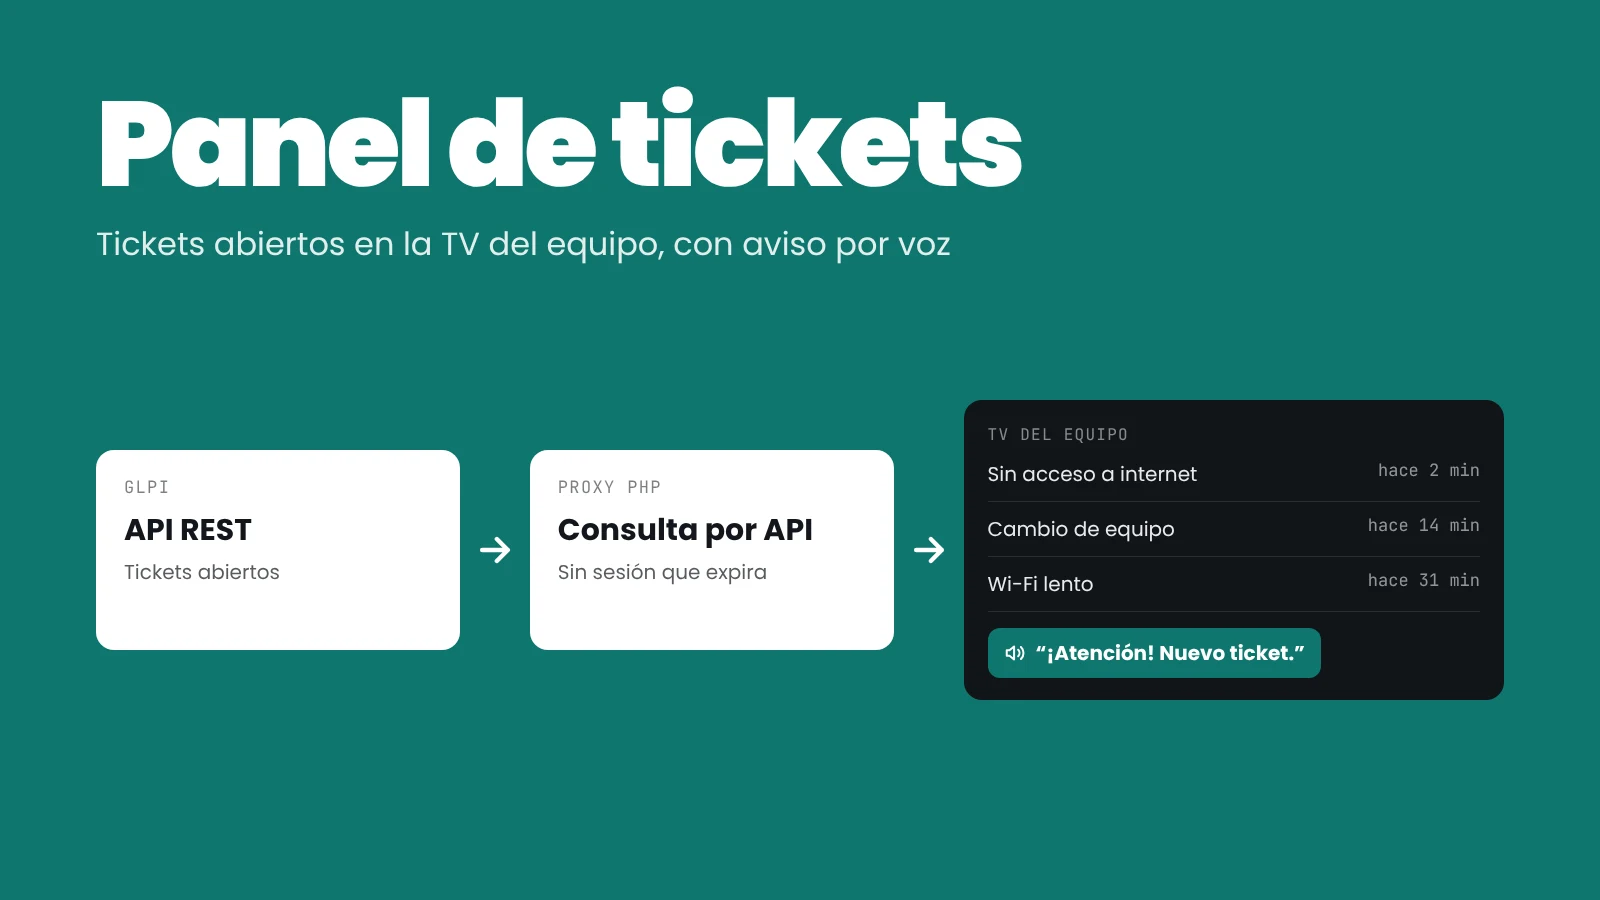 Panel de tickets
Tickets abiertos en la TV del equipo, con aviso por voz
GLPI
API REST
Tickets abiertos
PROXY PHP
Consulta por API
Sin sesión que expira
TV DEL EQUIPO
Sin acceso a internet hace 2 min
Cambio de equipo hace 14 min
Wi-Fi lento hace 31 min
“¡Atención! Nuevo ticket.”